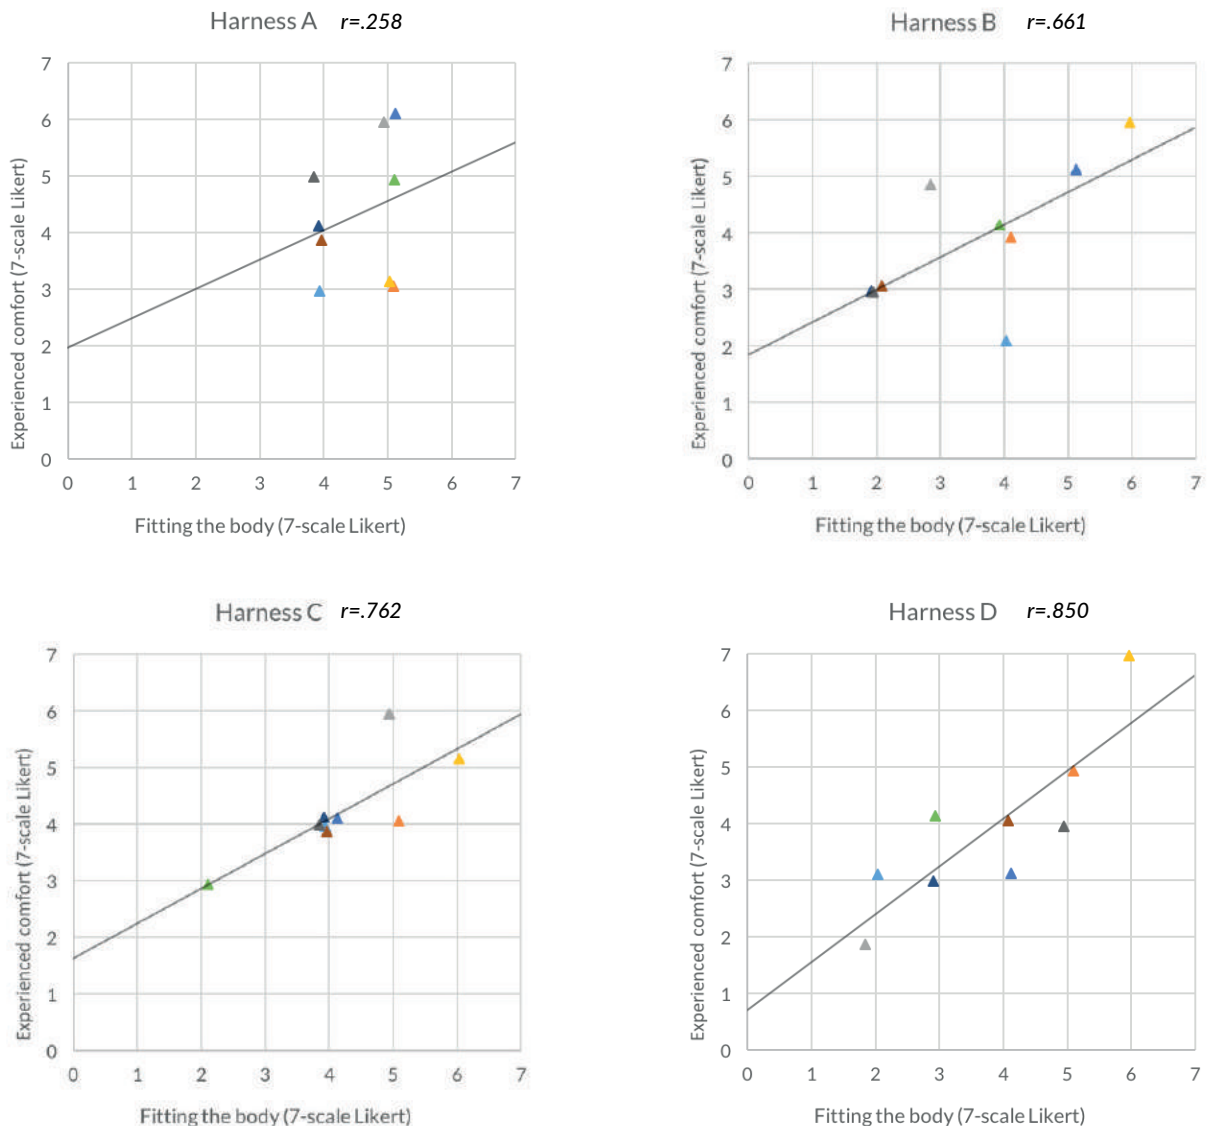 Harness A r=.258
7
6
5
4
3
2
1
0
0 1 2 3 4 5 6 7
Experienced comfort (7-scale Likert)
Fitting the body (7-scale Likert)
Harness B r=.661
7
6
5
4
3
2
1
0
0 1 2 3 4 5 6 7
Experienced comfort (7-scale Likert)
Fitting the body (7-scale Likert)
Harness C r=.762
7
6
5
4
3
2
1
0
0 1 2 3 4 5 6 7
Experienced comfort (7-scale Likert)
Fitting the body (7-scale Likert)
Harness D r=.850
7
6
5
4
3
2
1
0
0 1 2 3 4 5 6 7
Experienced comfort (7-scale Likert)
Fitting the body (7-scale Likert)